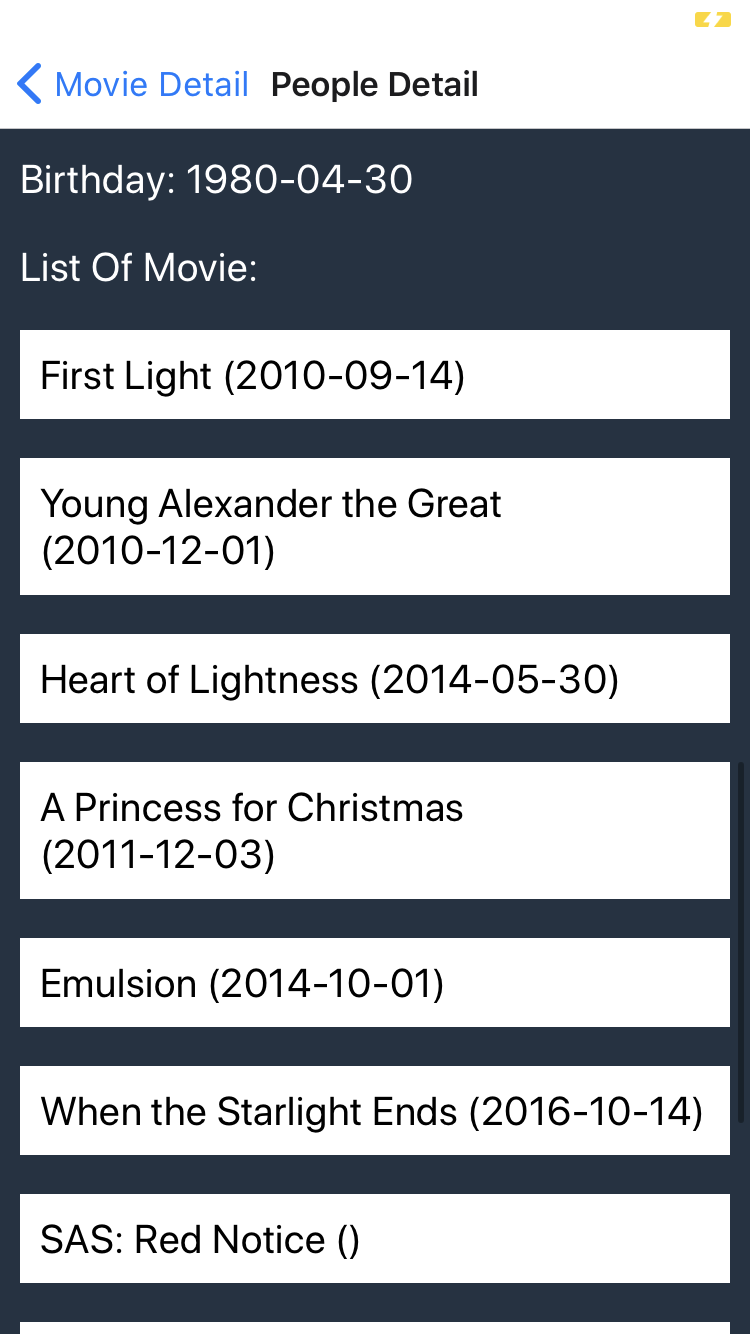 Movie Detail People Detail
Birthday: 1980-04-30
List Of Movie:
First Light (2010-09-14)
Young Alexander the Great
(2010-12-01)
Heart of Lightness (2014-05-30)
A Princess for Christmas
(2011-12-03)
Emulsion (2014-10-01)
When the Starlight Ends (2016-10-14)
SAS: Red Notice ()